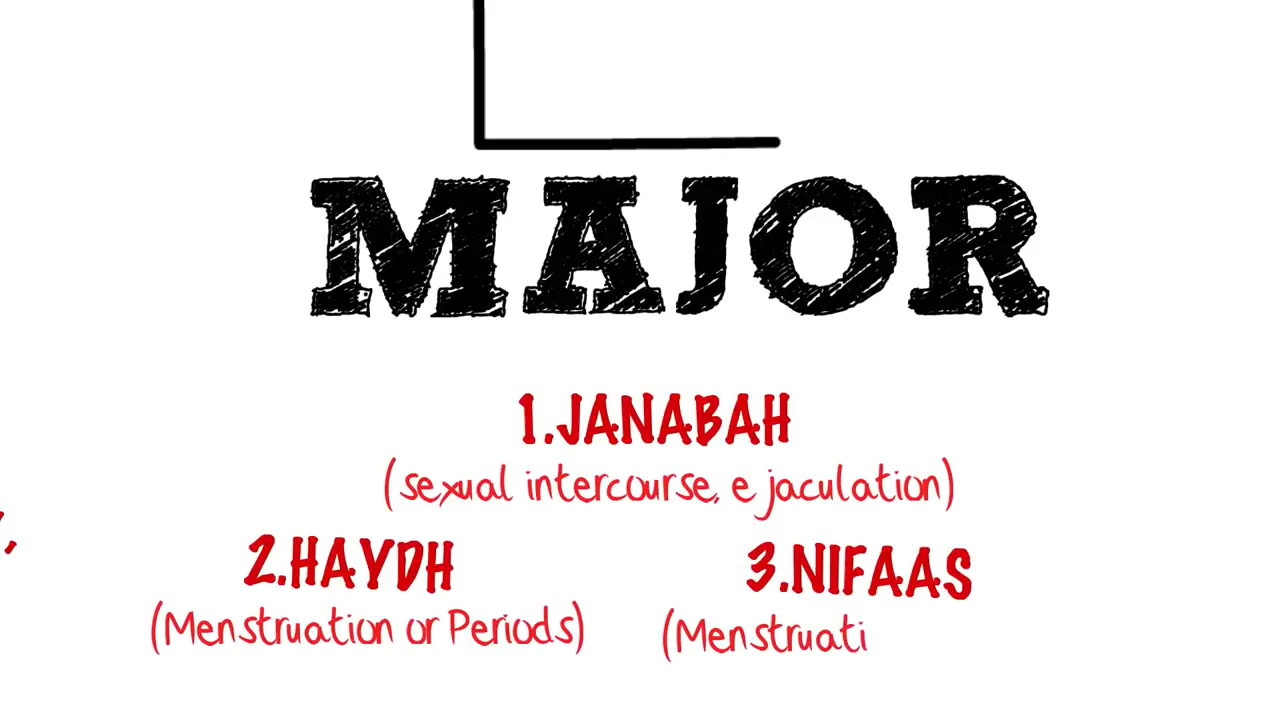 MAJOR
1.JANABAH
(sexual intercourse, ejaculation)
2.HAYDH
(Menstruation or Periods)
3.NIFAAS
(Menstruati